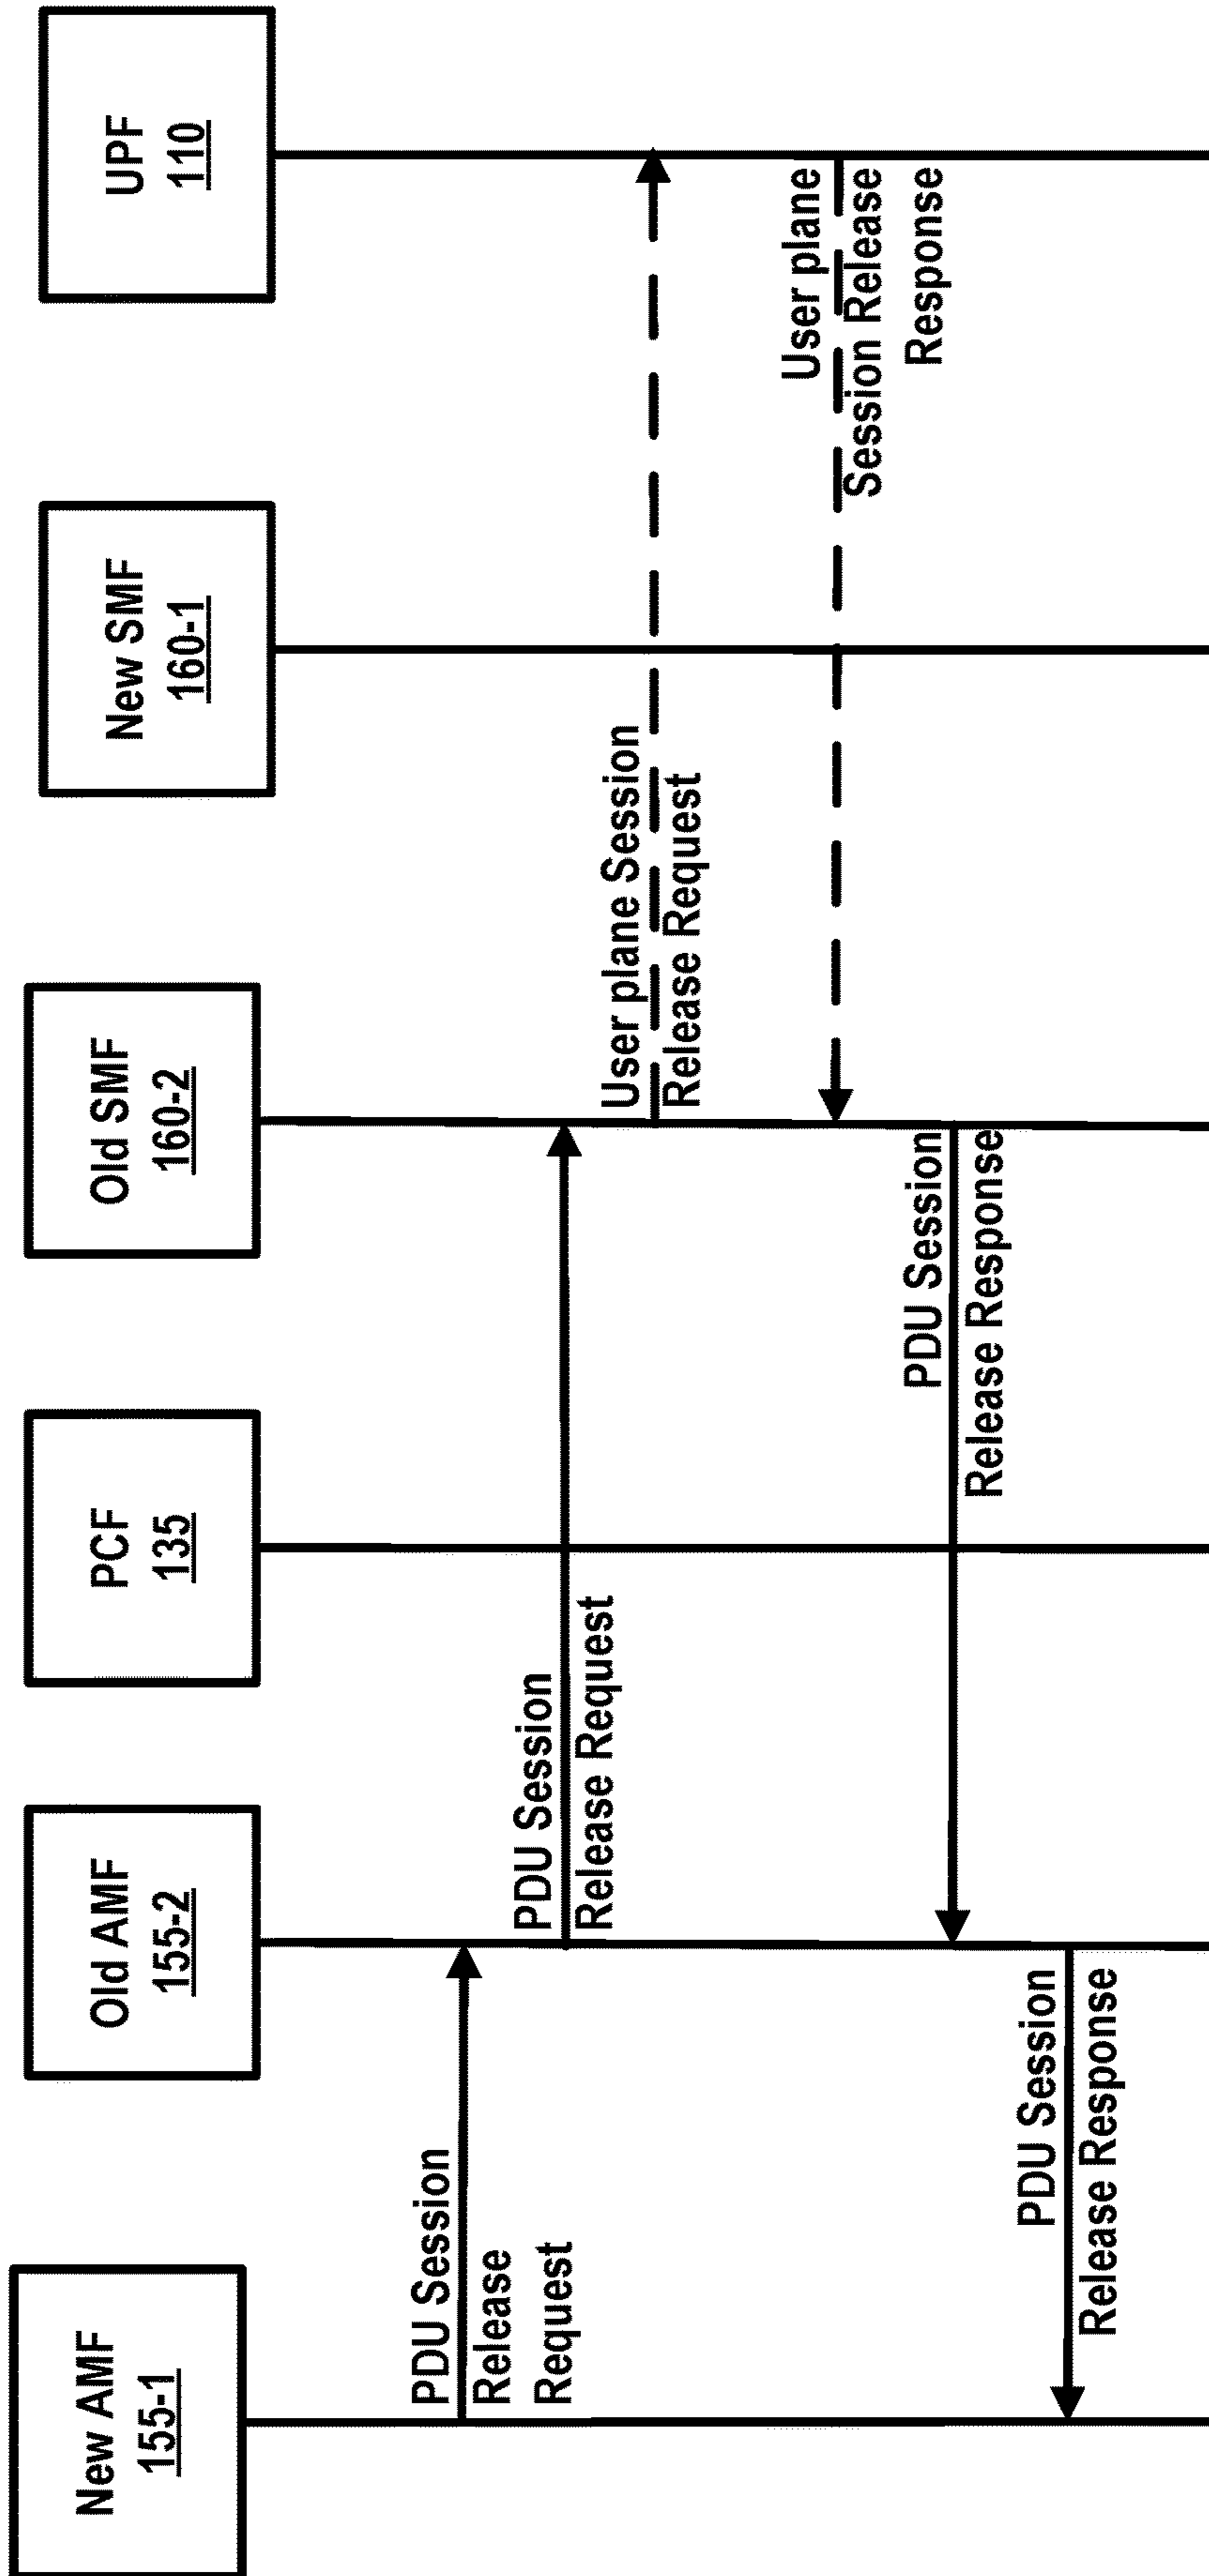 New AMF
155-1
Old AMF
155-2
PCF
135
Old SMF
160-2
New SMF
160-1
UPF
110
PDU Session
Release
Request
PDU Session
Release Request
User plane Session
Release Request
User plane
Session Release
Response
PDU Session
Release Response
PDU Session
Release Response